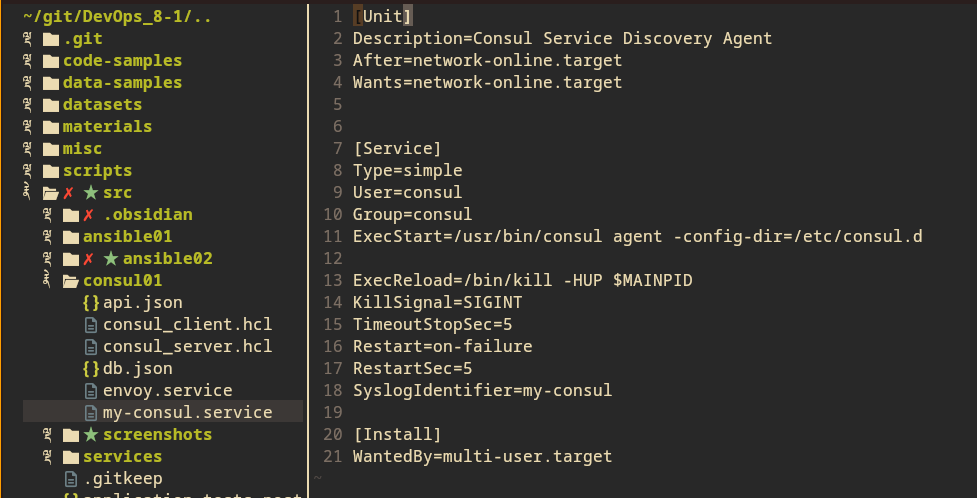 ~/git/DevOps_8-1/..
.git
code-samples
data-samples
datasets
materials
misc
scripts
src
.obsidian
ansible01
ansible02
consul01
{} api.json
consul_client.hcl
consul_server.hcl
{} db.json
envoy.service
my-consul.service
screenshots
services
.gitkeep
1 [Unit]
2 Description=Consul Service Discovery Agent
3 After=network-online.target
4 Wants=network-online.target
5
6
7 [Service]
8 Type=simple
9 User=consul
10 Group=consul
11 ExecStart=/usr/bin/consul agent -config-dir=/etc/consul.d
12
13 ExecReload=/bin/kill -HUP $MAINPID
14 KillSignal=SIGINT
15 TimeoutStopSec=5
16 Restart=on-failure
17 RestartSec=5
18 SyslogIdentifier=my-consul
19
20 [Install]
21 WantedBy=multi-user.target
~